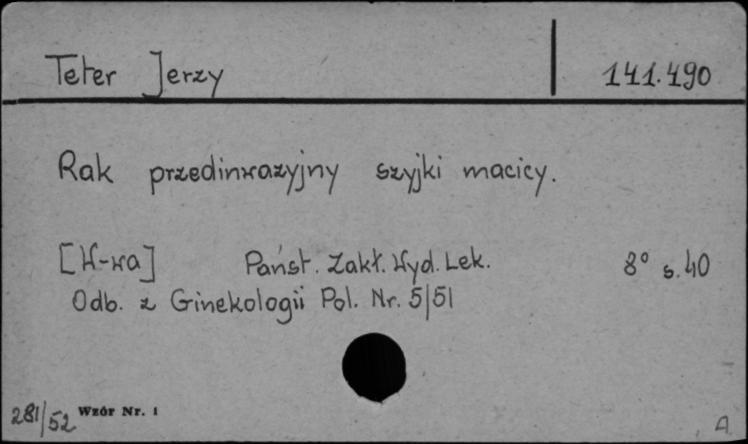 Teter Jerzy 141.490
Rak przedinwazyjny szyjki macicy.
[W-wa] Państ. Zakł. Wyd. Lek. 8° s. 40
Odb. z Ginekologii Pol. Nr. 5/51
281/52 Wzór Nr. 1 A